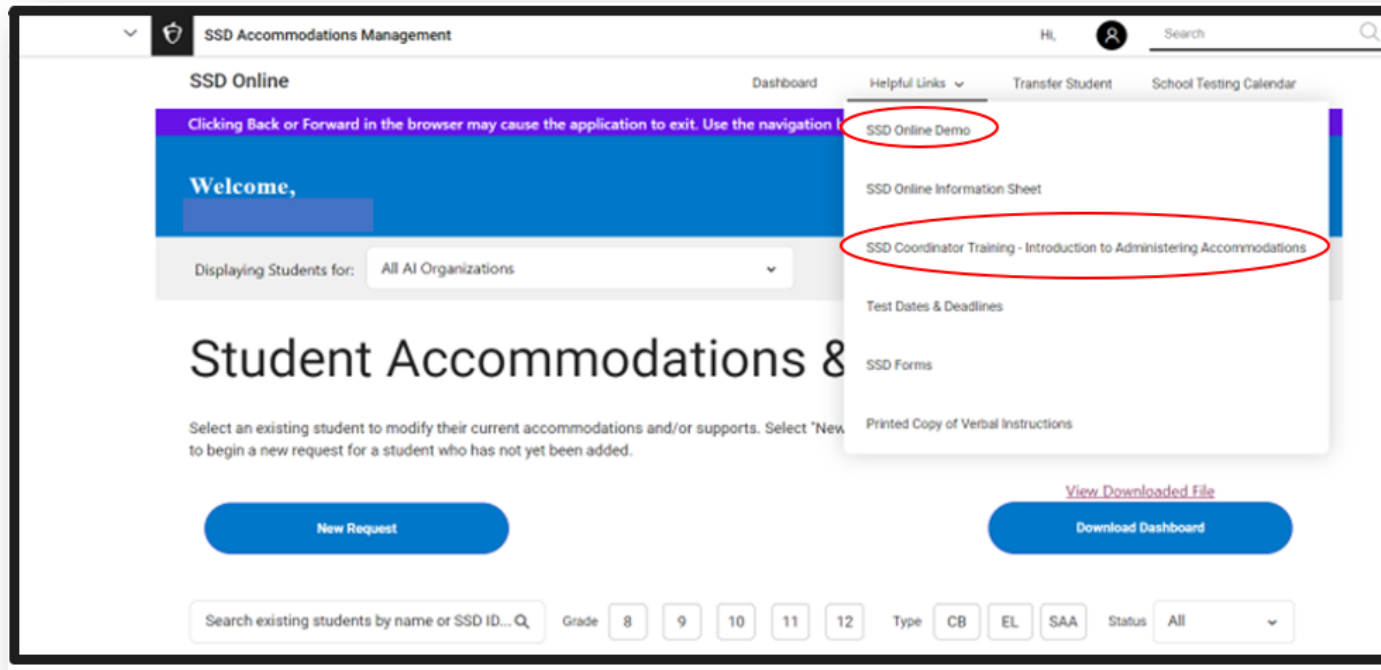 SSD Accommodations Management
Hi,
Search
SSD Online
Dashboard
Helpful Links
Transfer Student
School Testing Calendar
Clicking Back or Forward in the browser may cause the application to exit. Use the navigation
Welcome,
Displaying Students for:
All AI Organizations
SSD Online Demo
SSD Online Information Sheet
SSD Coordinator Training - Introduction to Administering Accommodations
Test Dates & Deadlines
SSD Forms
Printed Copy of Verbal Instructions
Student Accommodations &
Select an existing student to modify their current accommodations and/or supports. Select "New
to begin a new request for a student who has not yet been added.
View Downloaded File
New Request
Download Dashboard
Search existing students by name or SSD ID...
Grade 8 9 10 11 12
Type CB EL SAA
Status All